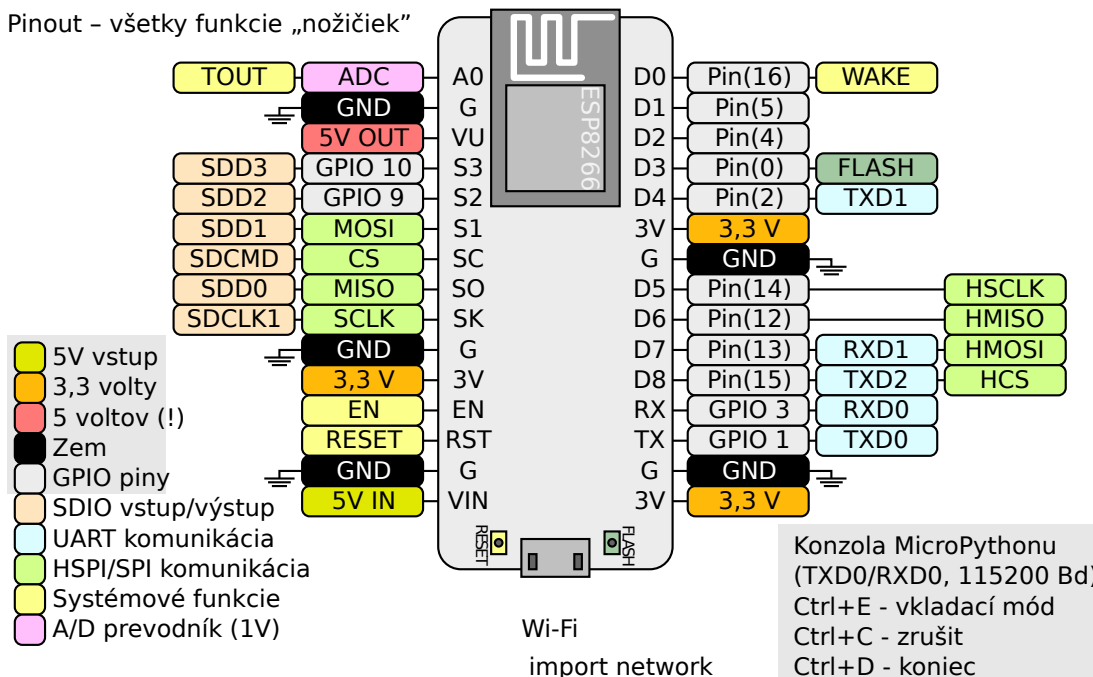 Pinout – všetky funkcie „nožičiek”
TOUT ADC A0 D0 Pin(16) WAKE
GND G D1 Pin(5)
5V OUT VU D2 Pin(4)
SDD3 GPIO 10 S3 D3 Pin(0) FLASH
SDD2 GPIO 9 S2 D4 Pin(2) TXD1
SDD1 MOSI S1 3V 3,3 V
SDCMD CS SC G GND
SDD0 MISO SO D5 Pin(14) HSCLK
SDCLK1 SCLK SK D6 Pin(12) HMISO
GND G D7 Pin(13) RXD1 HMOSI
3,3 V 3V D8 Pin(15) TXD2 HCS
EN EN RX GPIO 3 RXD0
RESET RST TX GPIO 1 TXD0
GND G G GND
5V IN VIN 3V 3,3 V
ESP8266
RESET
FLASH
5V vstup
3,3 volty
5 voltov (!)
Zem
GPIO piny
SDIO vstup/výstup
UART komunikácia
HSPI/SPI komunikácia
Systémové funkcie
A/D prevodník (1V)
Wi-Fi
import network
Konzola MicroPythonu
(TXD0/RXD0, 115200 Bd)
Ctrl+E - vkladací mód
Ctrl+C - zrušit
Ctrl+D - koniec